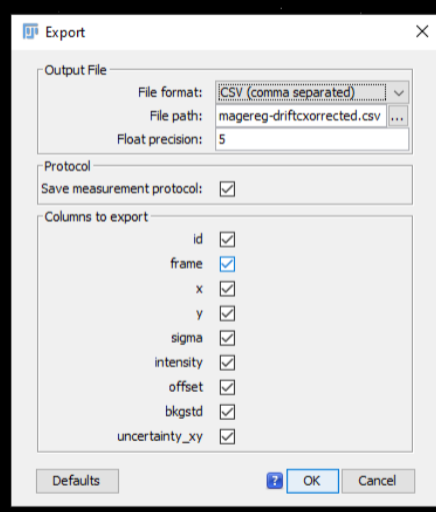 Export
Output File
File format: CSV (comma separated)
File path: magereg-driftcxorrected.csv ...
Float precision: 5
Protocol
Save measurement protocol:
Columns to export
id
frame
x
y
sigma
intensity
offset
bkgstd
uncertainty_xy
Defaults ? OK Cancel